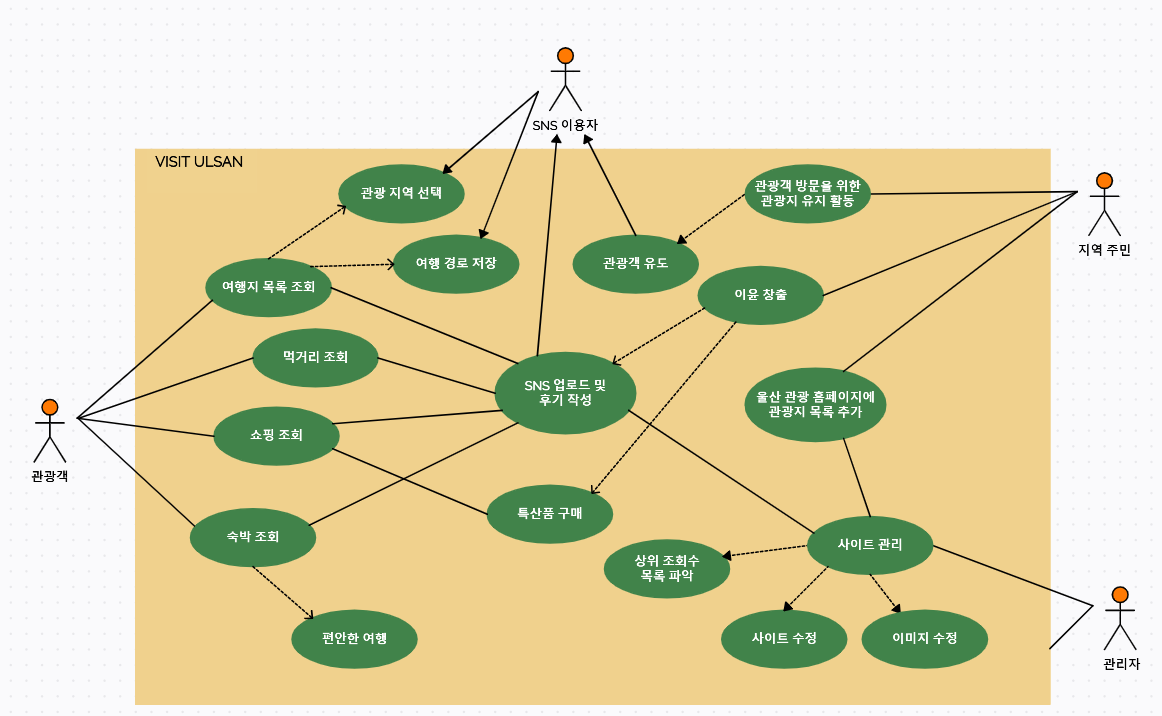 SNS 이용자
VISIT ULSAN
관광 지역 선택
관광객 방문을 위한
관광지 유지 활동
지역 주민
여행 경로 저장
관광객 유도
여행지 목록 조회
이윤 창출
먹거리 조회
SNS 업로드 및
후기 작성
울산 관광 홈페이지에
관광지 목록 추가
쇼핑 조회
관광객
특산품 구매
숙박 조회
사이트 관리
상위 조회수
목록 파악
편안한 여행
사이트 수정
이미지 수정
관리자